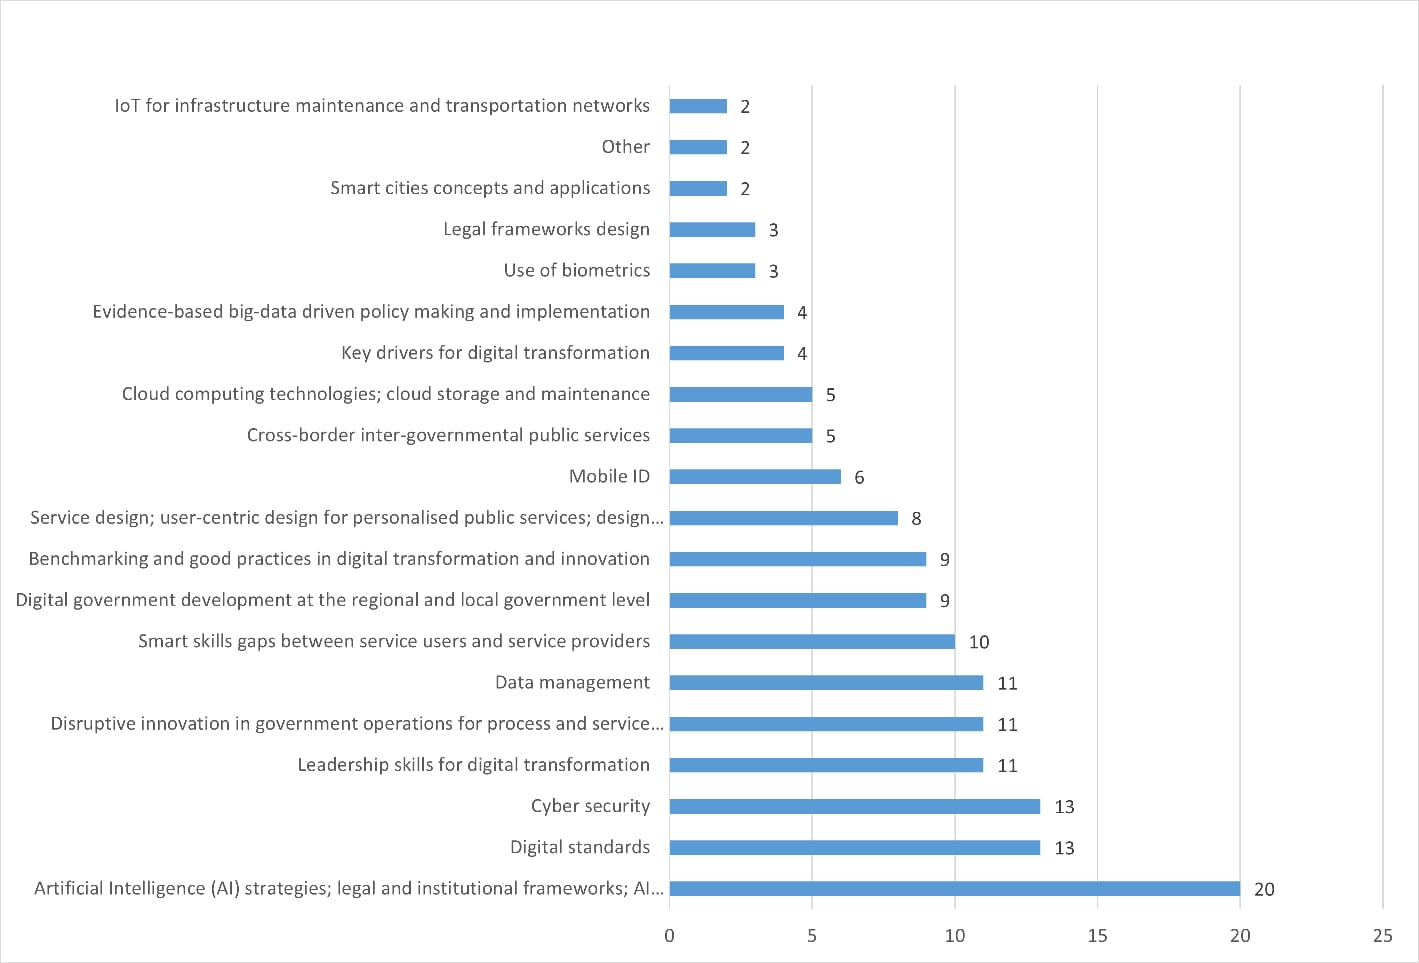 IoT for infrastructure maintenance and transportation networks 2
Other 2
Smart cities concepts and applications 2
Legal frameworks design 3
Use of biometrics 3
Evidence-based big-data driven policy making and implementation 4
Key drivers for digital transformation 4
Cloud computing technologies; cloud storage and maintenance 5
Cross-border inter-governmental public services 5
Mobile ID 6
Service design; user-centric design for personalised public services; design... 8
Benchmarking and good practices in digital transformation and innovation 9
Digital government development at the regional and local government level 9
Smart skills gaps between service users and service providers 10
Data management 11
Disruptive innovation in government operations for process and service... 11
Leadership skills for digital transformation 11
Cyber security 13
Digital standards 13
Artificial Intelligence (AI) strategies; legal and institutional frameworks; AI... 20
0 5 10 15 20 25